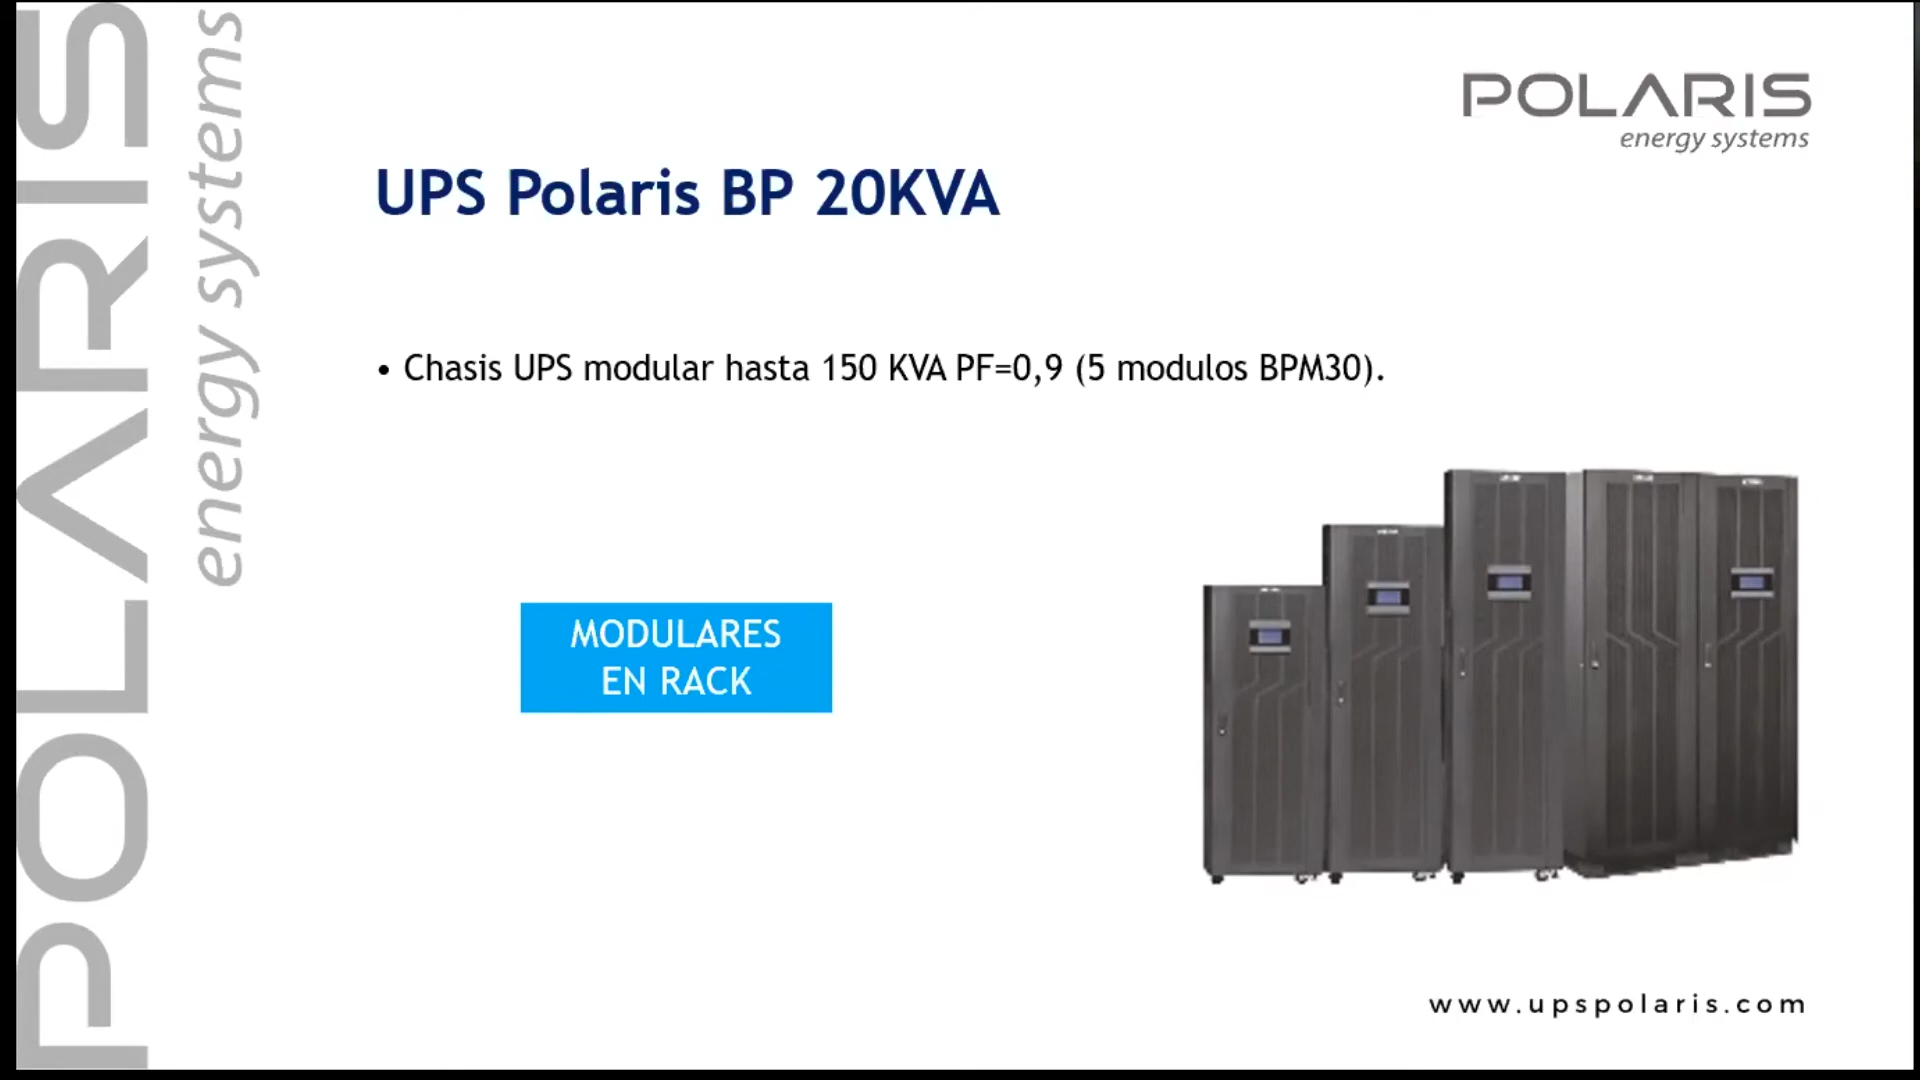 POLARIS
energy systems
POLARIS
energy systems
UPS Polaris BP 20KVA
• Chasis UPS modular hasta 150 KVA PF=0,9 (5 modulos BPM30).
MODULARES
EN RACK
www.upspolaris.com